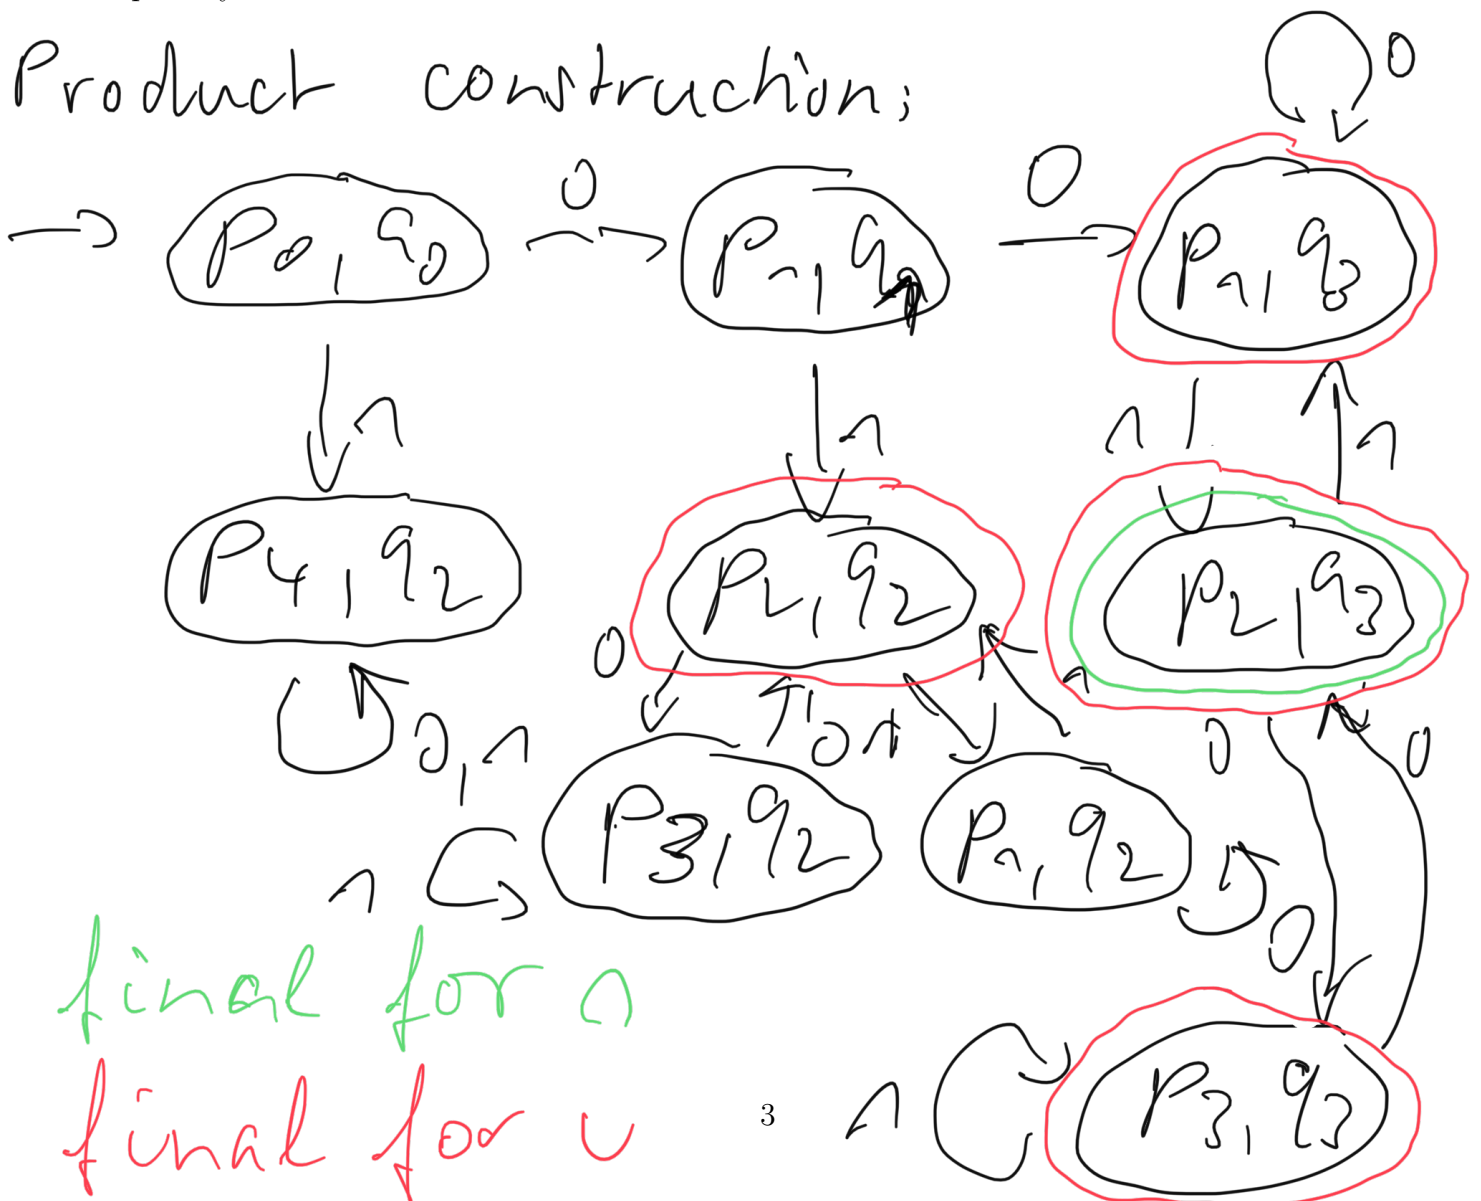 Product construction;
0
0
0
p0, q0
p1, q1
p1, q3
1
1
1
1
p4, q2
p2, q2
p2, q3
0
1
0, 1
0
1
0
0
p3, q2
p1, q2
1
0
final for ∩
final for ∪
1
p3, q3
3